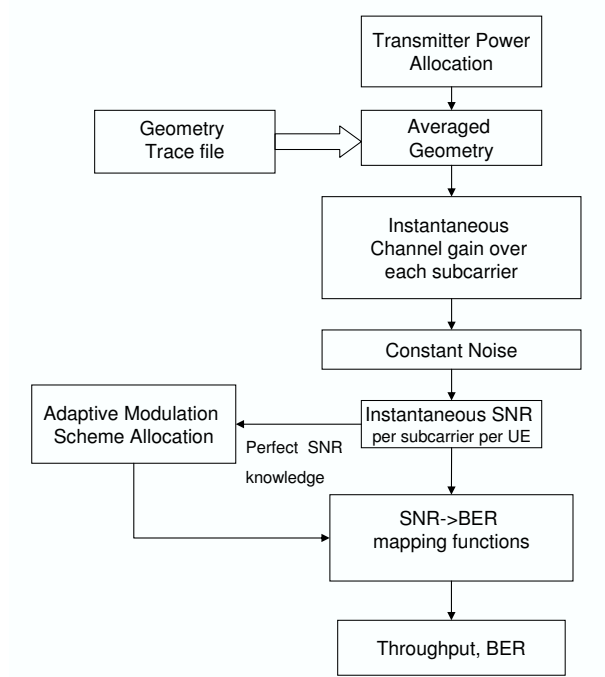 Transmitter Power
Allocation
Geometry
Trace file
Averaged
Geometry
Instantaneous
Channel gain over
each subcarrier
Constant Noise
Adaptive Modulation
Scheme Allocation
Instantaneous SNR
per subcarrier per UE
Perfect SNR
knowledge
SNR->BER
mapping functions
Throughput, BER